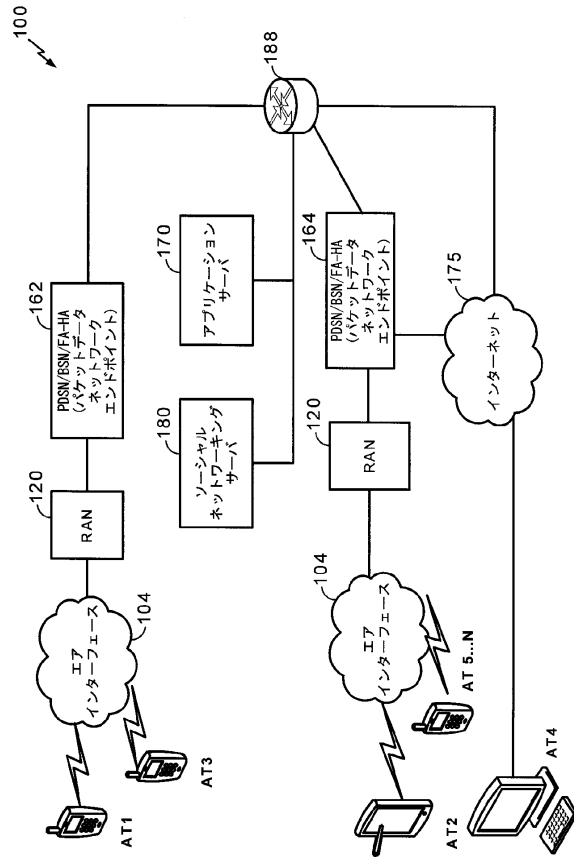 100
188
162
PDSN/BSN/FA-HA
(パケットデータ
ネットワーク
エンドポイント)
120
RAN
104
エア
インターフェース
AT1
AT3
170
アプリケーション
サーバ
180
ソーシャル
ネットワーキング
サーバ
164
PDSN/BSN/FA-HA
(パケットデータ
ネットワーク
エンドポイント)
120
RAN
104
エア
インターフェース
AT 5...N
AT2
175
インターネット
AT4